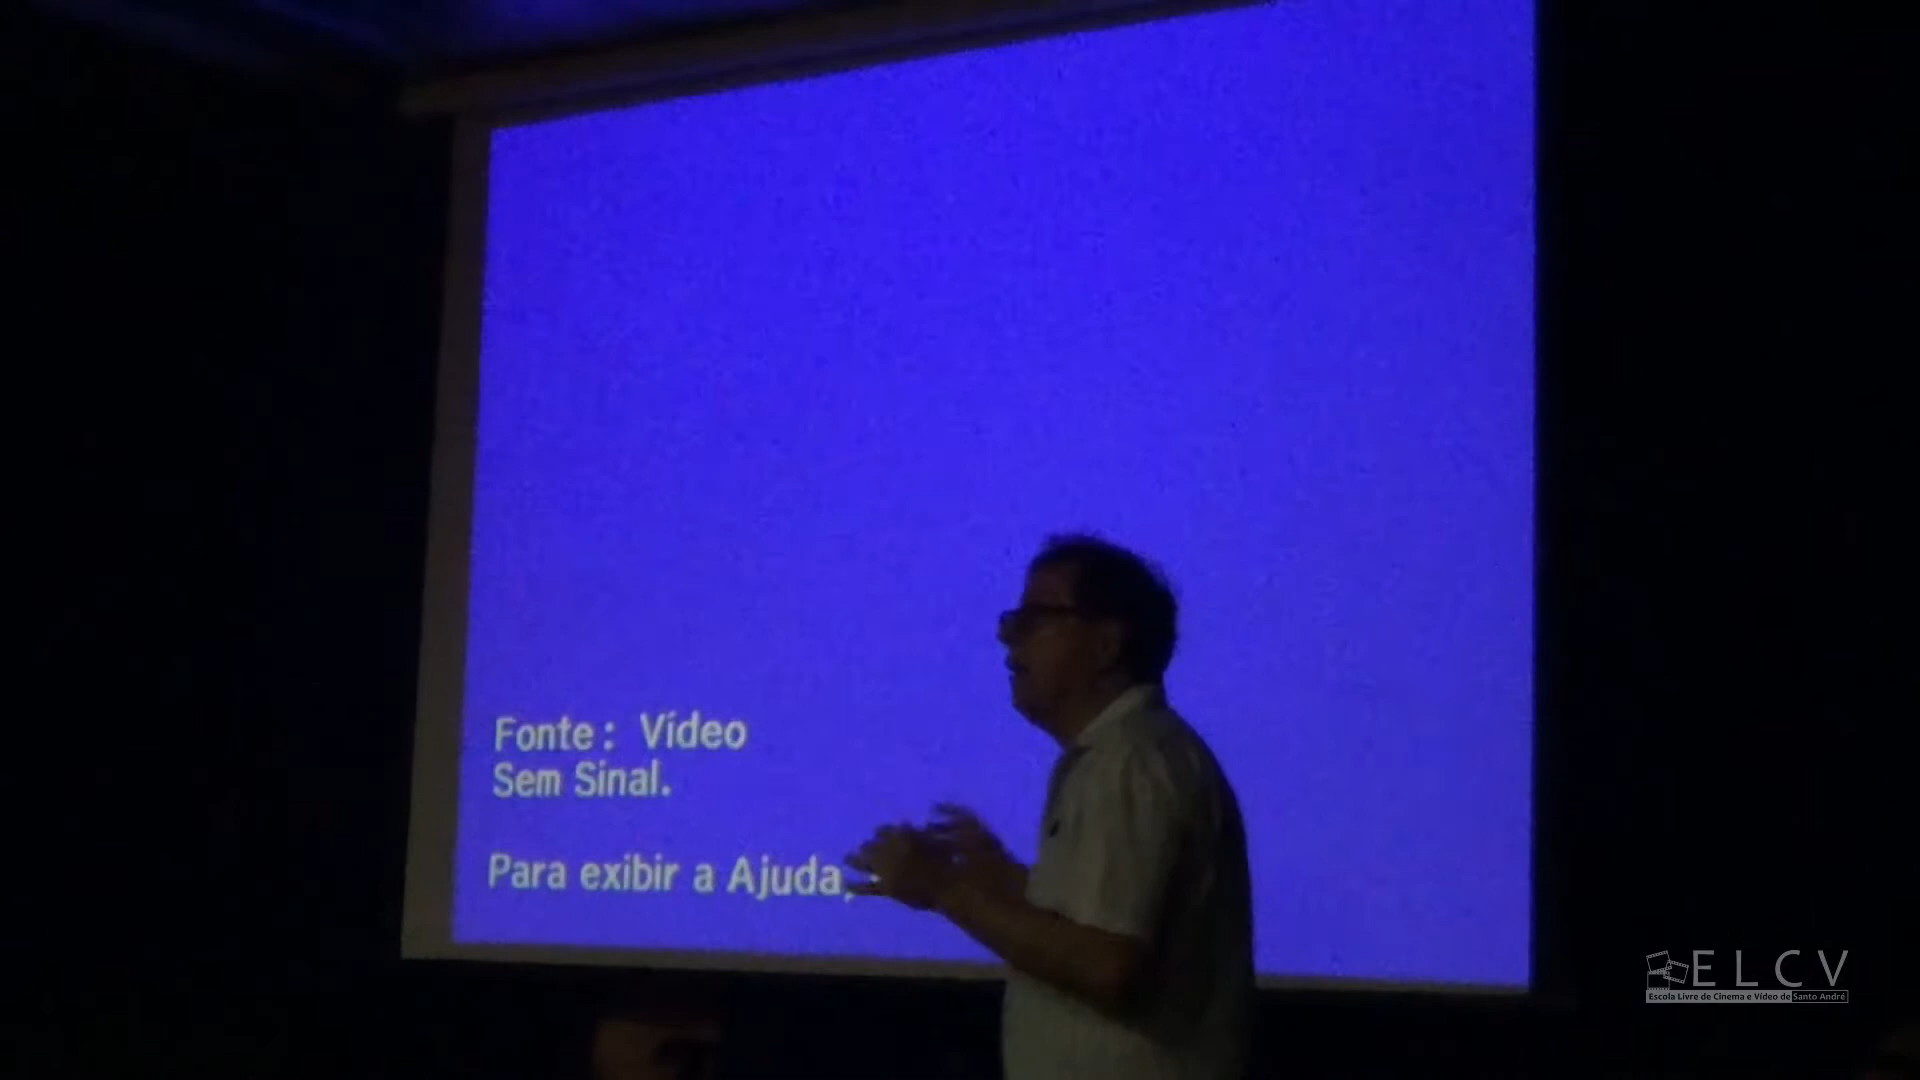 Fonte: Vídeo
Sem Sinal.
Para exibir a Ajuda,
ELCV
Escola Livre de Cinema e Vídeo de Santo André